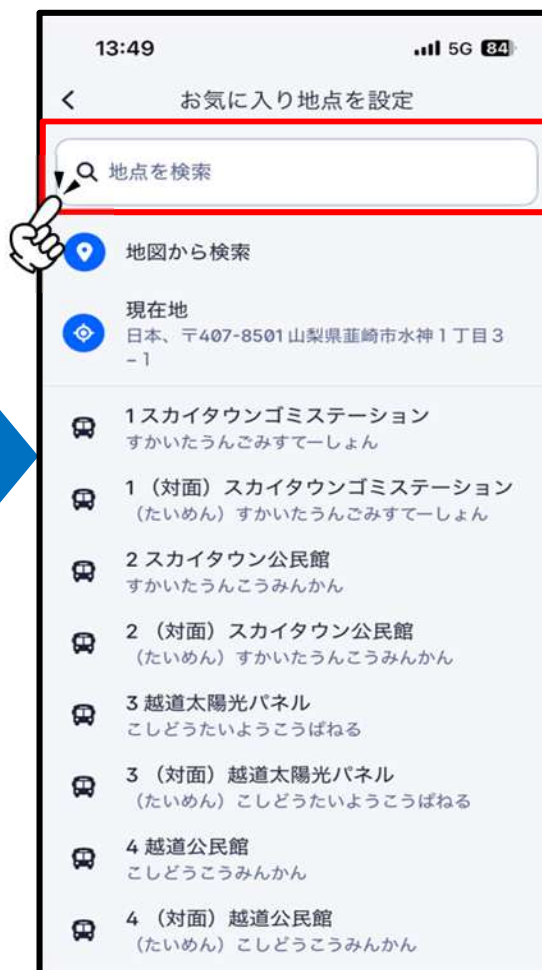 13:49 5G 84
お気に入り地点を設定
地点を検索
地図から検索
現在地
日本、〒407-8501 山梨県韮崎市水神1丁目3
−1
1スカイタウンゴミステーション
すかいたうんごみすてーしょん
1（対面）スカイタウンゴミステーション
（たいめん）すかいたうんごみすてーしょん
2 スカイタウン公民館
すかいたうんこうみんかん
2（対面）スカイタウン公民館
（たいめん）すかいたうんこうみんかん
3 越道太陽光パネル
こしどうたいようこうぱねる
3（対面）越道太陽光パネル
（たいめん）こしどうたいようこうぱねる
4 越道公民館
こしどうこうみんかん
4（対面）越道公民館
（たいめん）こしどうこうみんかん